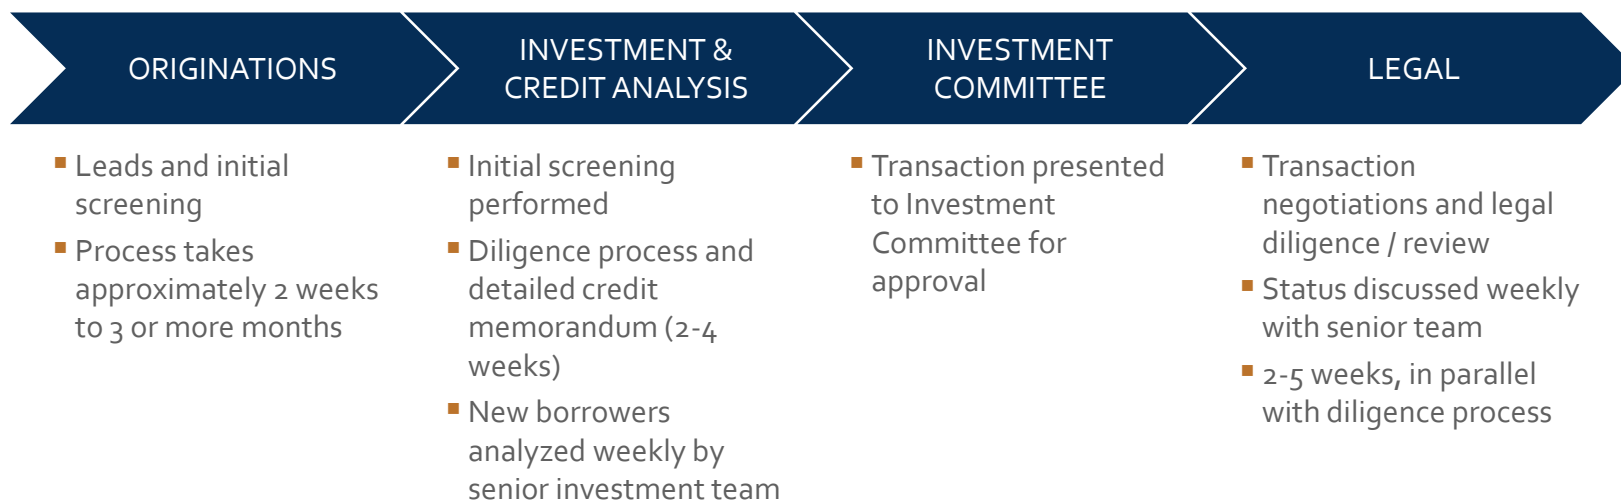 ORIGINATIONS
INVESTMENT &
CREDIT ANALYSIS
INVESTMENT
COMMITTEE
LEGAL
▪ Leads and initial
screening
▪ Process takes
approximately 2 weeks
to 3 or more months
▪ Initial screening
performed
▪ Diligence process and
detailed credit
memorandum (2-4
weeks)
▪ New borrowers
analyzed weekly by
senior investment team
▪ Transaction presented
to Investment
Committee for
approval
▪ Transaction
negotiations and legal
diligence / review
▪ Status discussed weekly
with senior team
▪ 2-5 weeks, in parallel
with diligence process